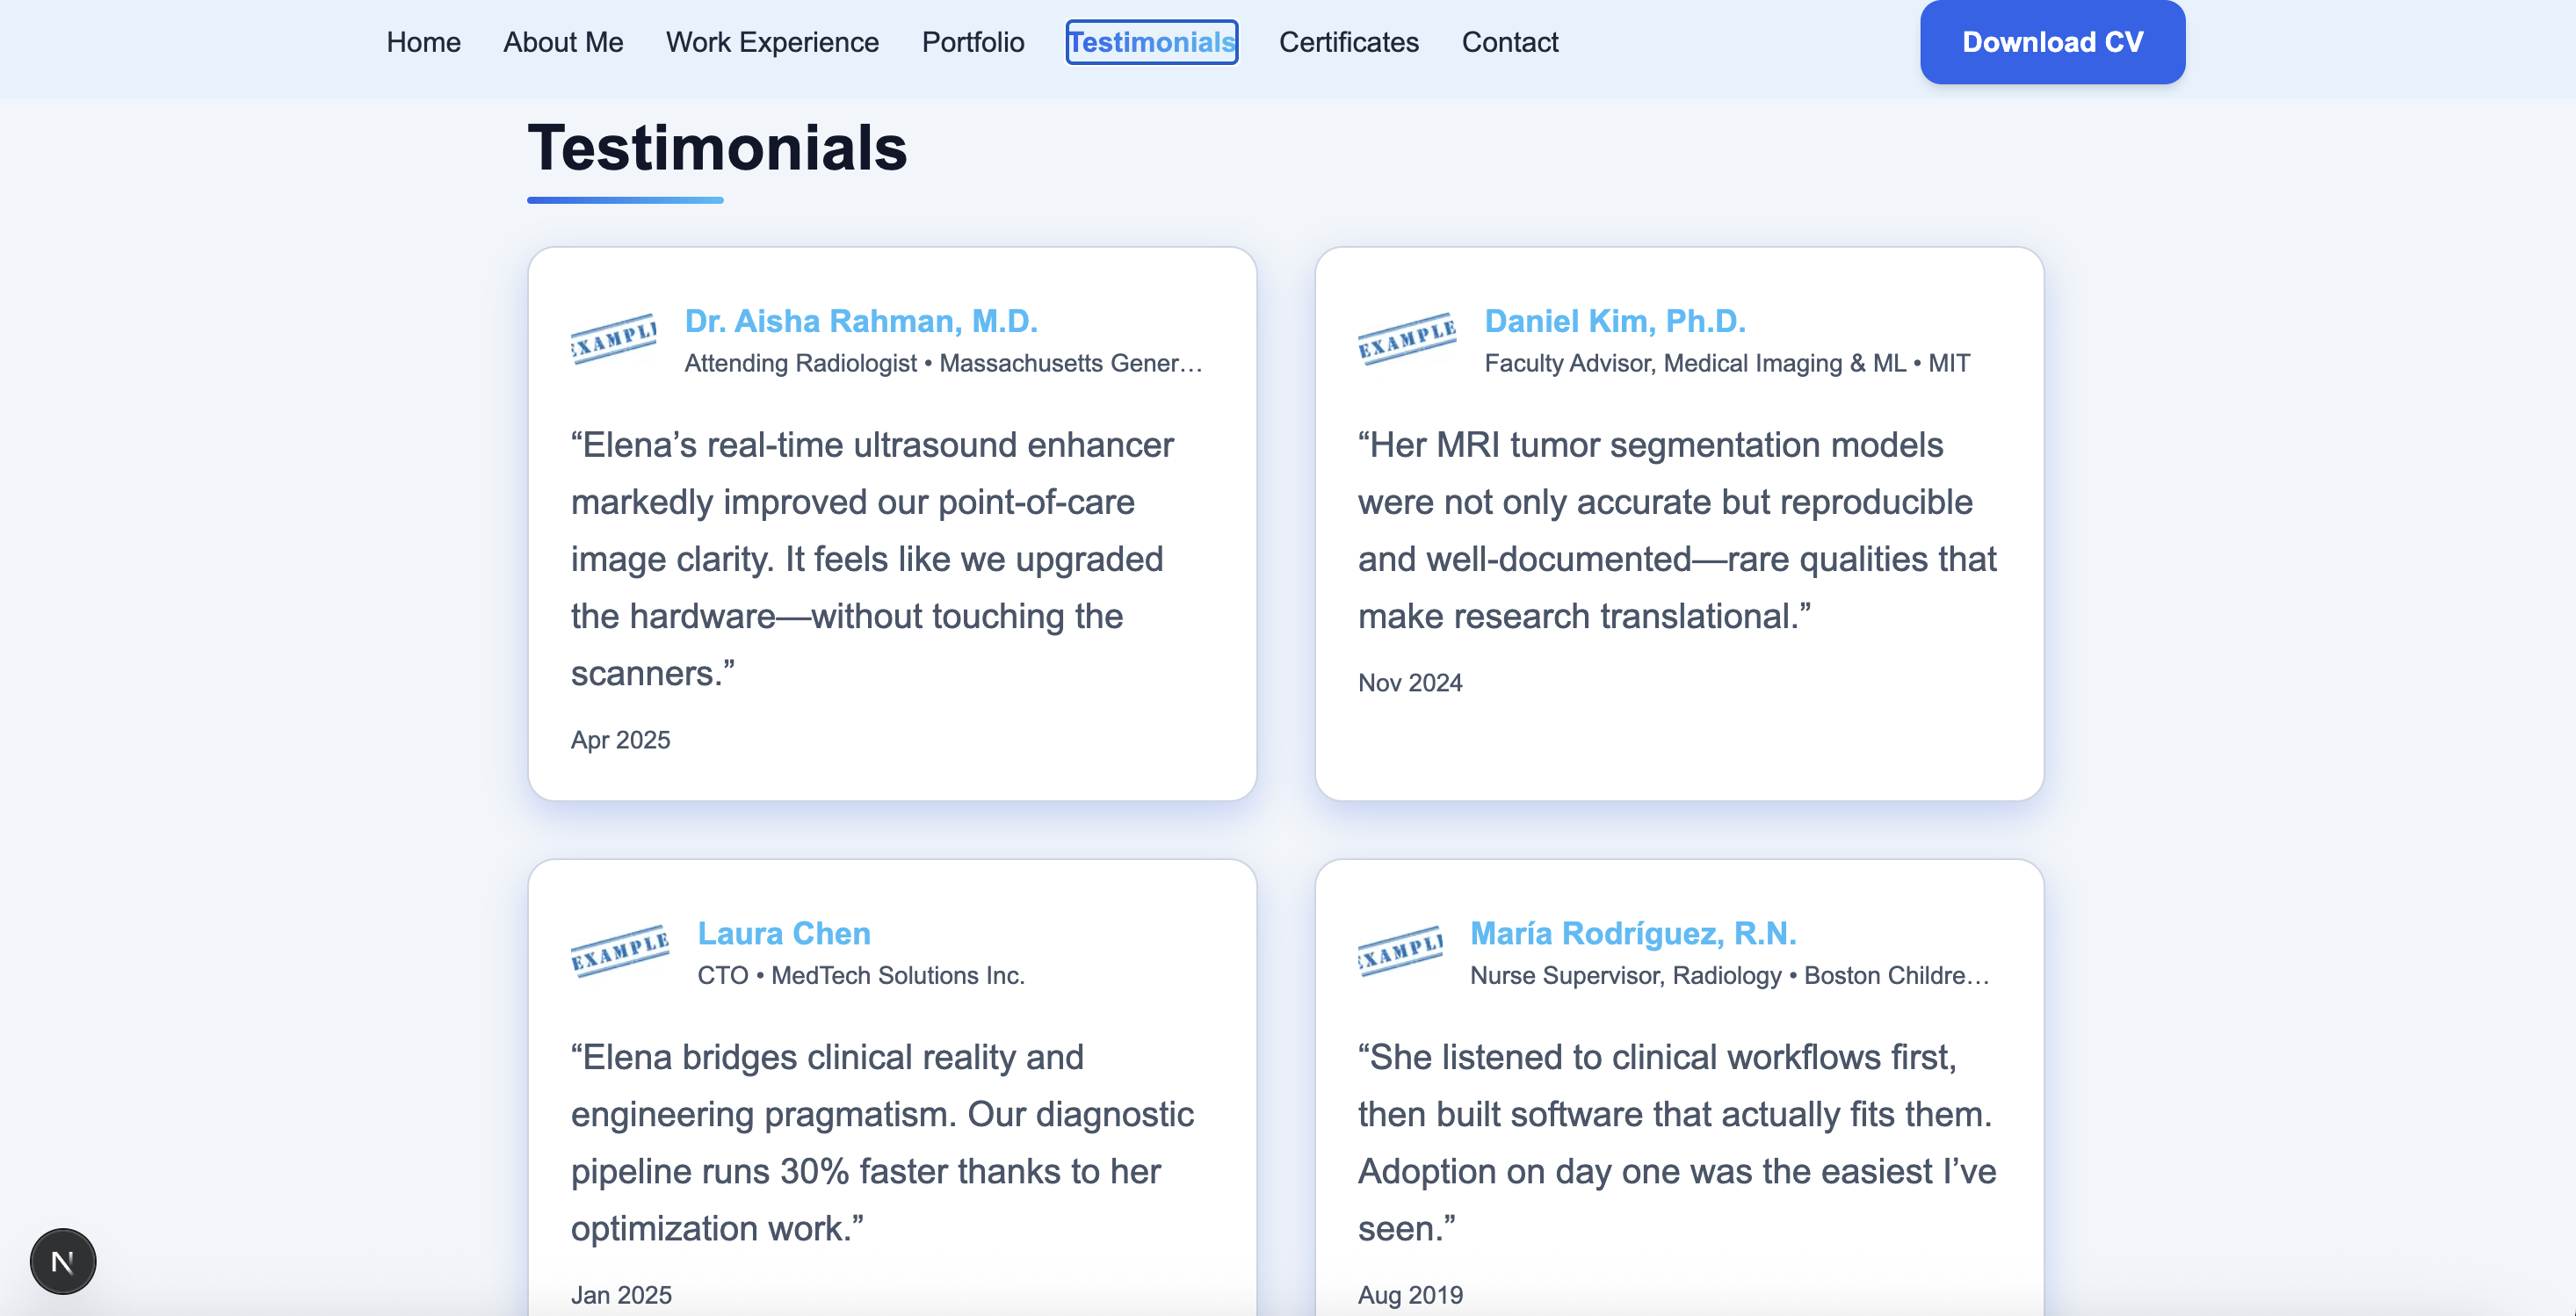 Home About Me Work Experience Portfolio Testimonials Certificates Contact Download CV
Testimonials
EXAMPLE
Dr. Aisha Rahman, M.D.
Attending Radiologist • Massachusetts Gener…
“Elena’s real-time ultrasound enhancer
markedly improved our point-of-care
image clarity. It feels like we upgraded
the hardware—without touching the
scanners.”
Apr 2025
EXAMPLE
Daniel Kim, Ph.D.
Faculty Advisor, Medical Imaging & ML • MIT
“Her MRI tumor segmentation models
were not only accurate but reproducible
and well-documented—rare qualities that
make research translational.”
Nov 2024
EXAMPLE
Laura Chen
CTO • MedTech Solutions Inc.
“Elena bridges clinical reality and
engineering pragmatism. Our diagnostic
pipeline runs 30% faster thanks to her
optimization work.”
Jan 2025
EXAMPLE
María Rodríguez, R.N.
Nurse Supervisor, Radiology • Boston Childre…
“She listened to clinical workflows first,
then built software that actually fits them.
Adoption on day one was the easiest I’ve
seen.”
Aug 2019
N